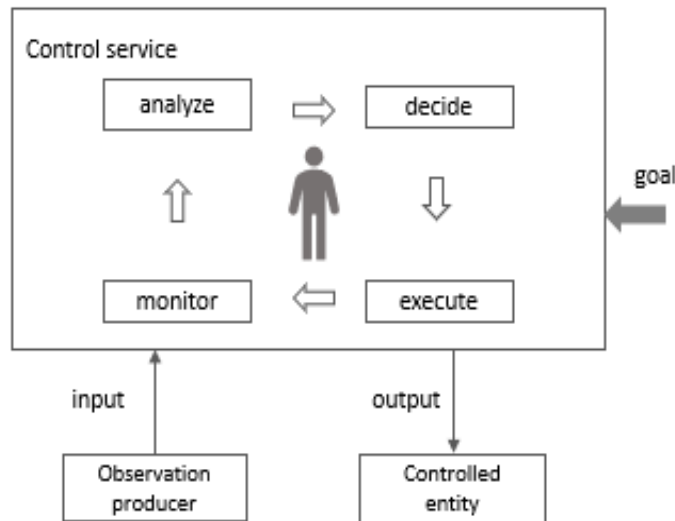 Control service
analyze
decide
goal
monitor
execute
input
output
Observation
producer
Controlled
entity